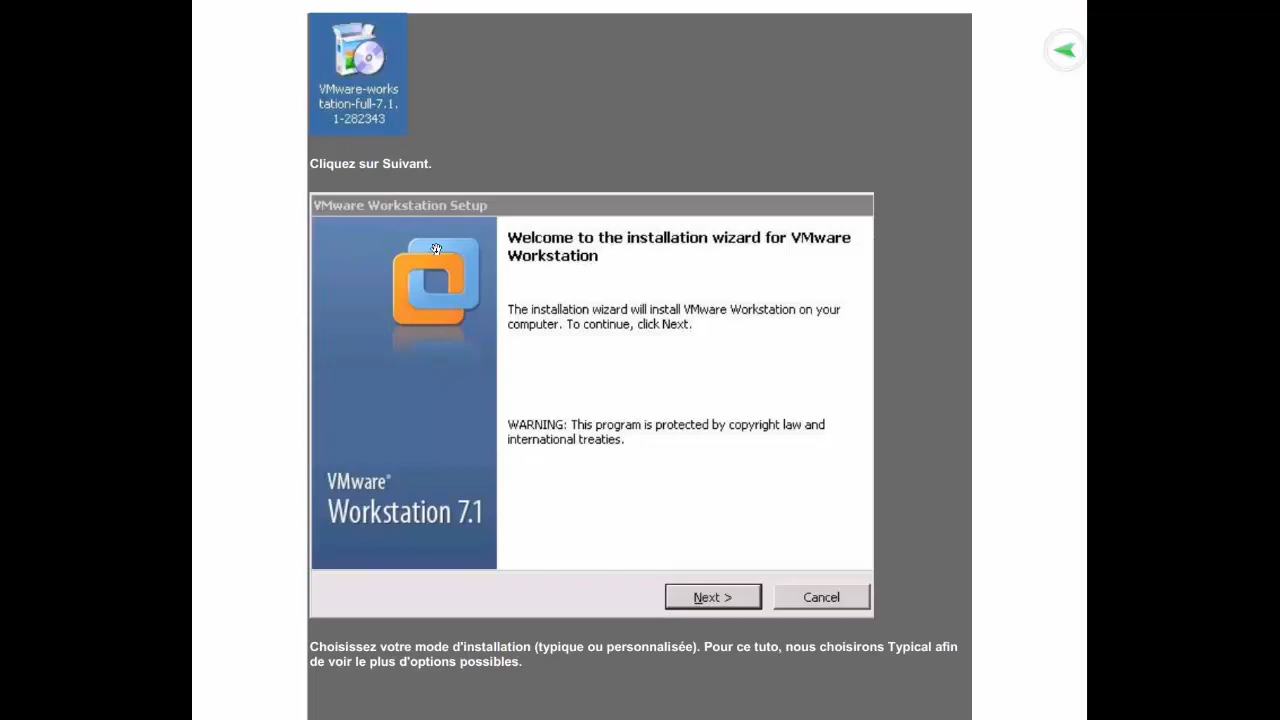 VMware-works
tation-full-7.1.
1-282343
Cliquez sur Suivant.
VMware Workstation Setup
Welcome to the installation wizard for VMware
Workstation
The installation wizard will install VMware Workstation on your
computer. To continue, click Next.
WARNING: This program is protected by copyright law and
international treaties.
VMware®
Workstation 7.1
Next >
Cancel
Choisissez votre mode d'installation (typique ou personnalisée). Pour ce tuto, nous choisirons Typical afin
de voir le plus d'options possibles.